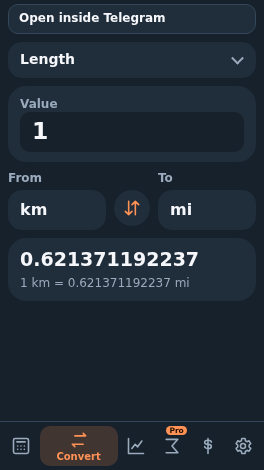 Open inside Telegram
Length
Value
1
From
To
km
mi
0.621371192237
1 km = 0.621371192237 mi
Pro
$
Convert